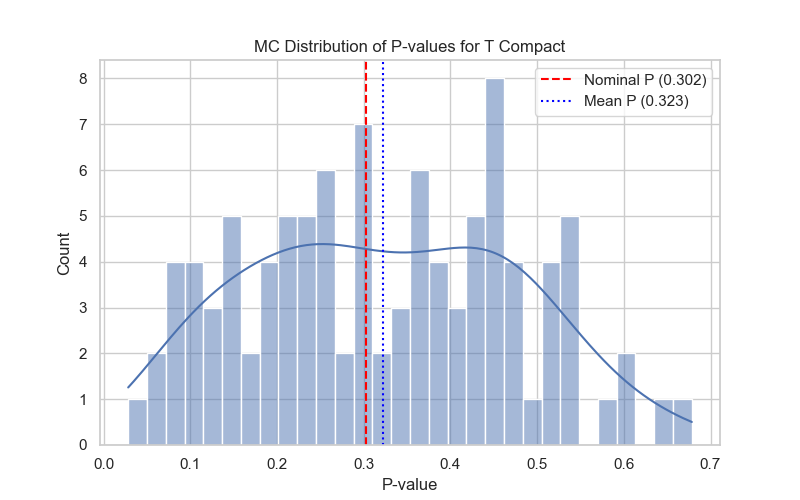 MC Distribution of P-values for T Compact
Nominal P (0.302)
Mean P (0.323)
Count
8
7
6
5
4
3
2
1
0
0.0 0.1 0.2 0.3 0.4 0.5 0.6 0.7
P-value